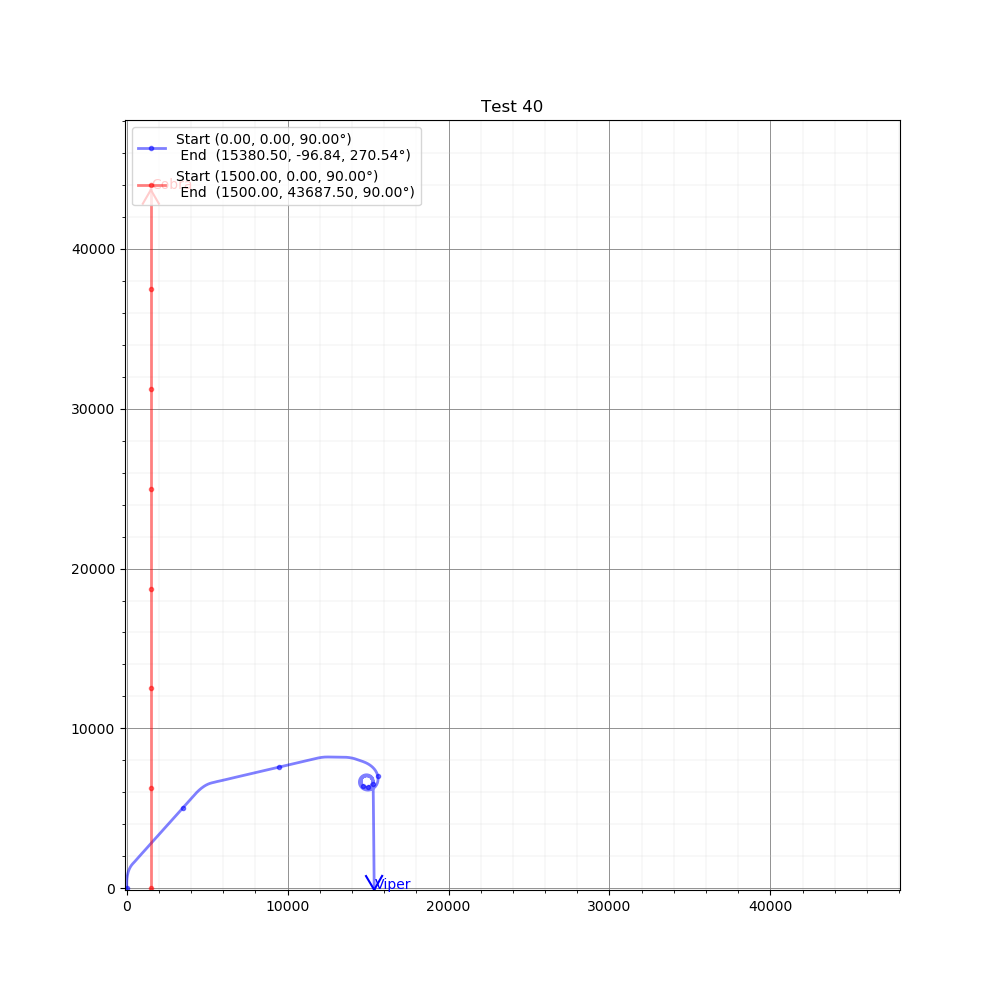 Test 40
Start (0.00, 0.00, 90.00°)
End  (15380.50, -96.84, 270.54°)
Start (1500.00, 0.00, 90.00°)
End  (1500.00, 43687.50, 90.00°)
Cobra
40000
30000
20000
10000
0
Viper
0
10000
20000
30000
40000